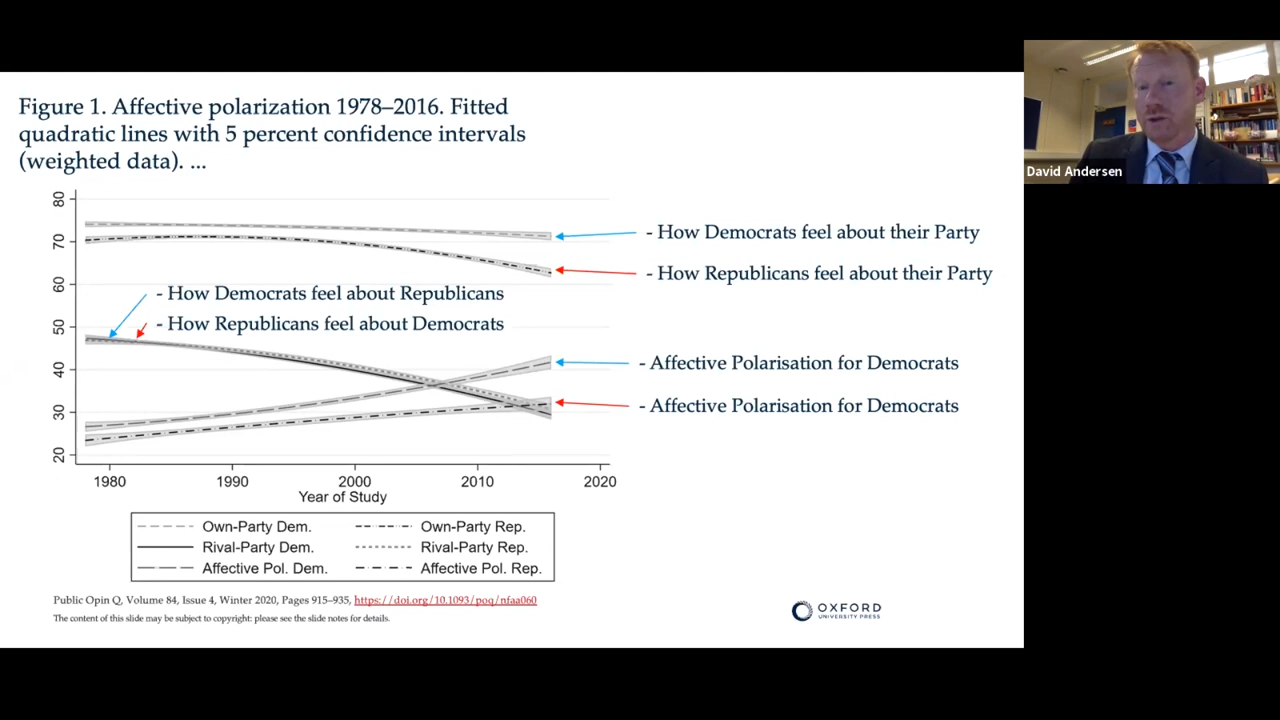 Figure 1. Affective polarization 1978–2016. Fitted
quadratic lines with 5 percent confidence intervals
(weighted data). ...
David Andersen
80
70
60
50
40
30
20
- How Democrats feel about their Party
- How Republicans feel about their Party
- How Democrats feel about Republicans
- How Republicans feel about Democrats
- Affective Polarisation for Democrats
- Affective Polarisation for Democrats
1980 1990 2000 2010 2020
Year of Study
Own-Party Dem. Own-Party Rep.
Rival-Party Dem. Rival-Party Rep.
Affective Pol. Dem. Affective Pol. Rep.
Public Opin Q, Volume 84, Issue 4, Winter 2020, Pages 915–935, https://doi.org/10.1093/poq/nfaa060
The content of this slide may be subject to copyright: please see the slide notes for details.
OXFORD
UNIVERSITY PRESS